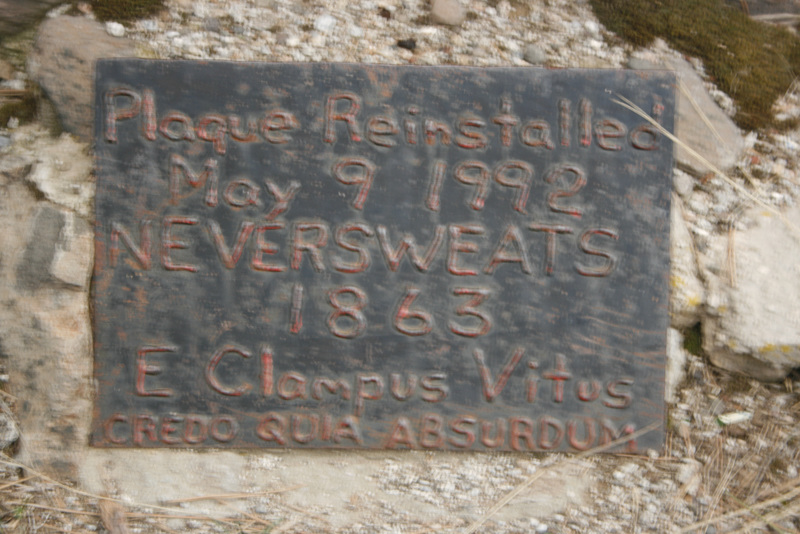 Plaque Reinstalled
May 9 1992
NEVERSWEATS
1863
E Clampus Vitus
CREDO QUIA ABSURDUM